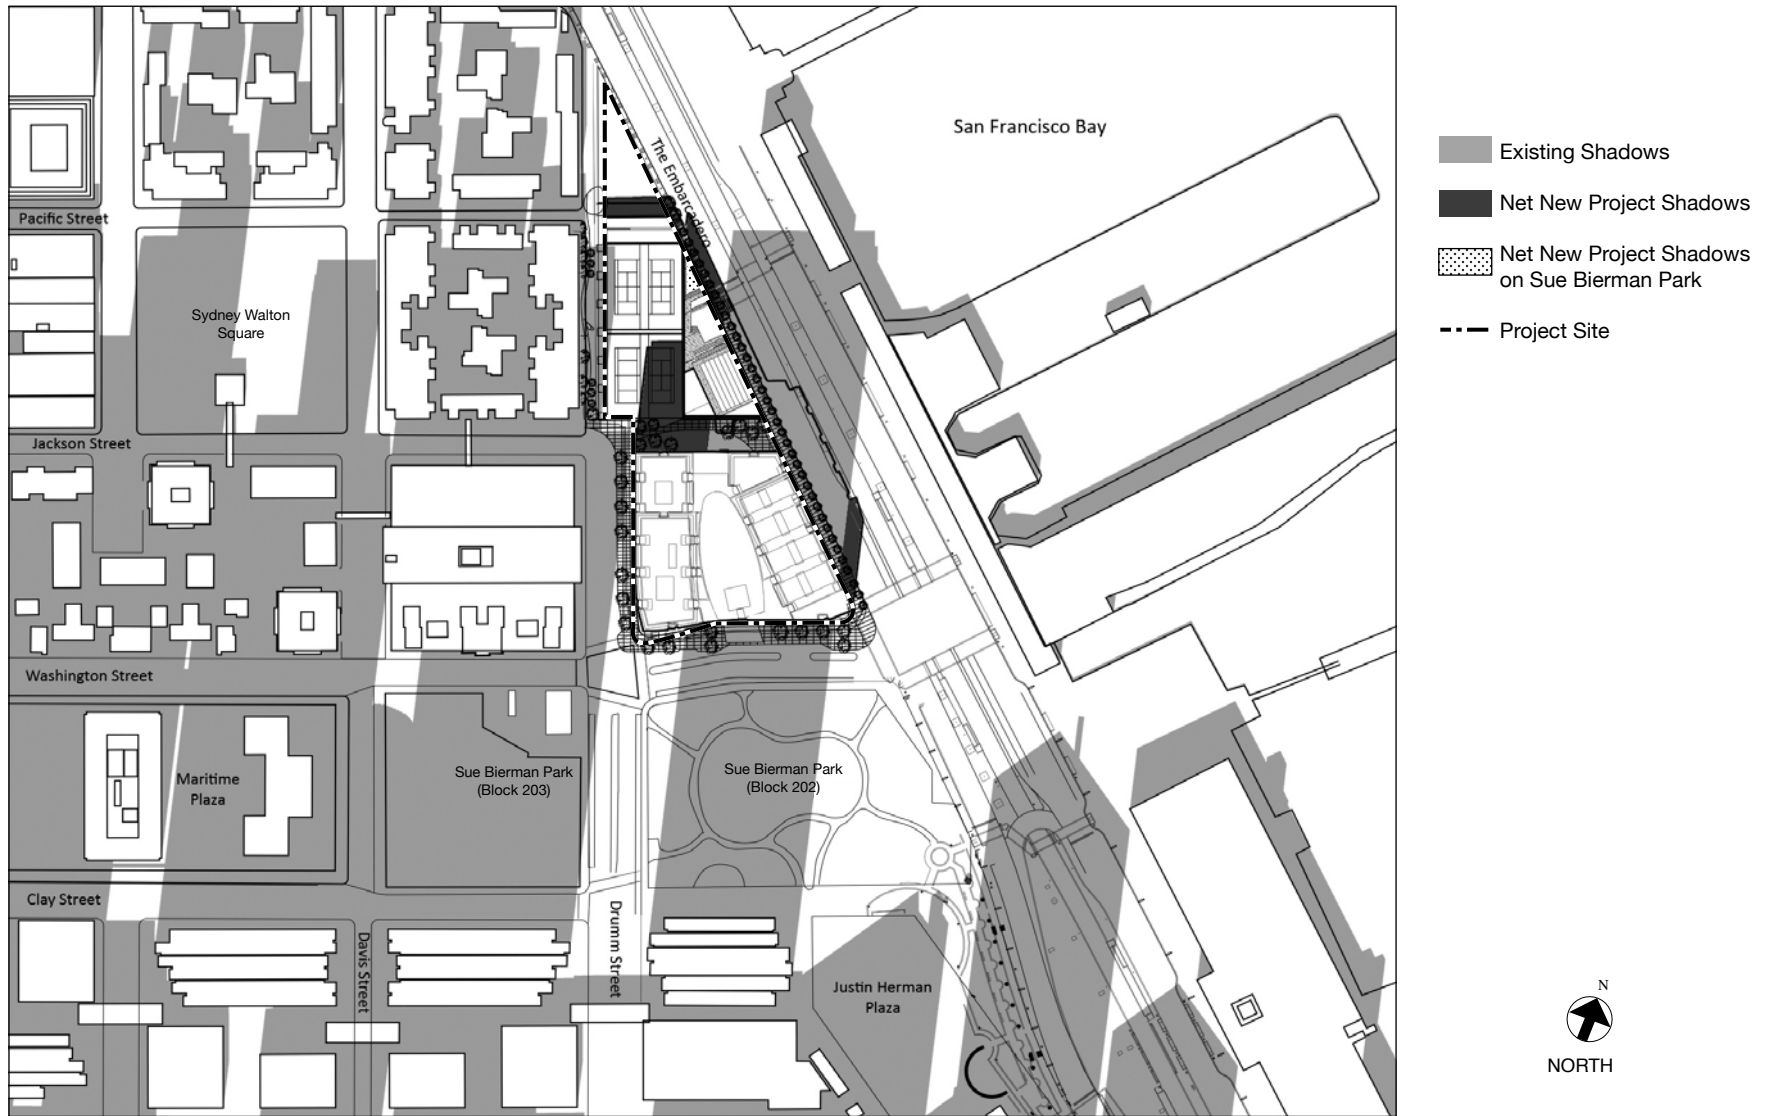 San Francisco Bay
The Embarcadero
Pacific Street
Sydney Walton
Square
Jackson Street
Washington Street
Maritime
Plaza
Sue Bierman Park
(Block 203)
Sue Bierman Park
(Block 202)
Clay Street
Davis Street
Drumm Street
Justin Herman
Plaza
Existing Shadows
Net New Project Shadows
Net New Project Shadows
on Sue Bierman Park
Project Site
N
NORTH